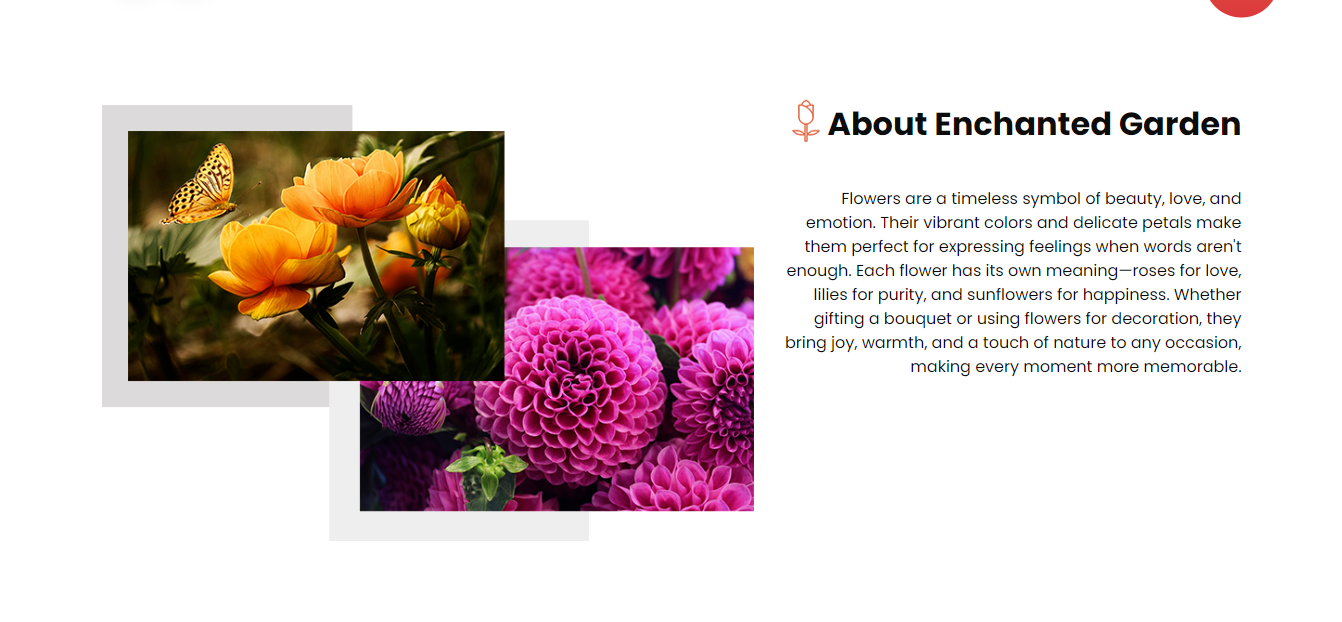 About Enchanted Garden
Flowers are a timeless symbol of beauty, love, and
emotion. Their vibrant colors and delicate petals make
them perfect for expressing feelings when words aren't
enough. Each flower has its own meaning—roses for love,
lilies for purity, and sunflowers for happiness. Whether
gifting a bouquet or using flowers for decoration, they
bring joy, warmth, and a touch of nature to any occasion,
making every moment more memorable.